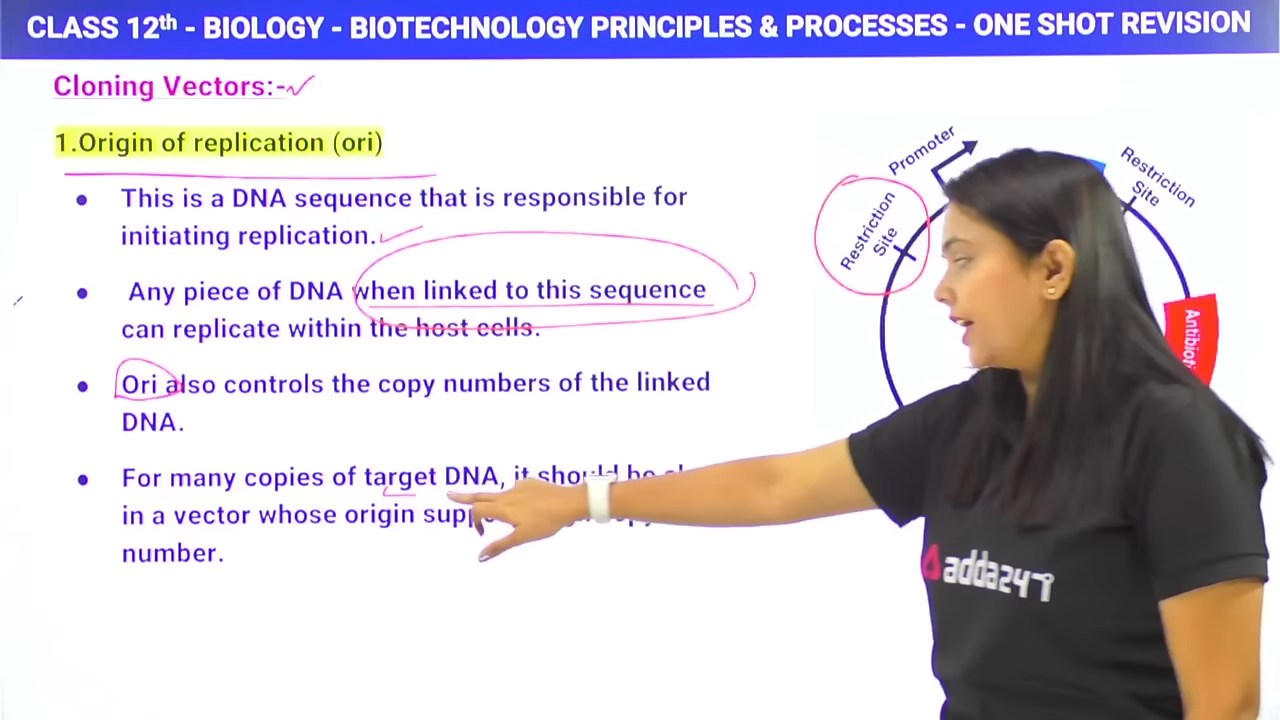 CLASS 12th - BIOLOGY - BIOTECHNOLOGY PRINCIPLES & PROCESSES - ONE SHOT REVISION
Cloning Vectors:-
1.Origin of replication (ori)
• This is a DNA sequence that is responsible for
initiating replication.
• Any piece of DNA when linked to this sequence
can replicate within the host cells.
• Ori also controls the copy numbers of the linked
DNA.
• For many copies of target DNA, it should be
in a vector whose origin
number.
Promoter
Restriction
Site
Restriction
Site
adda247